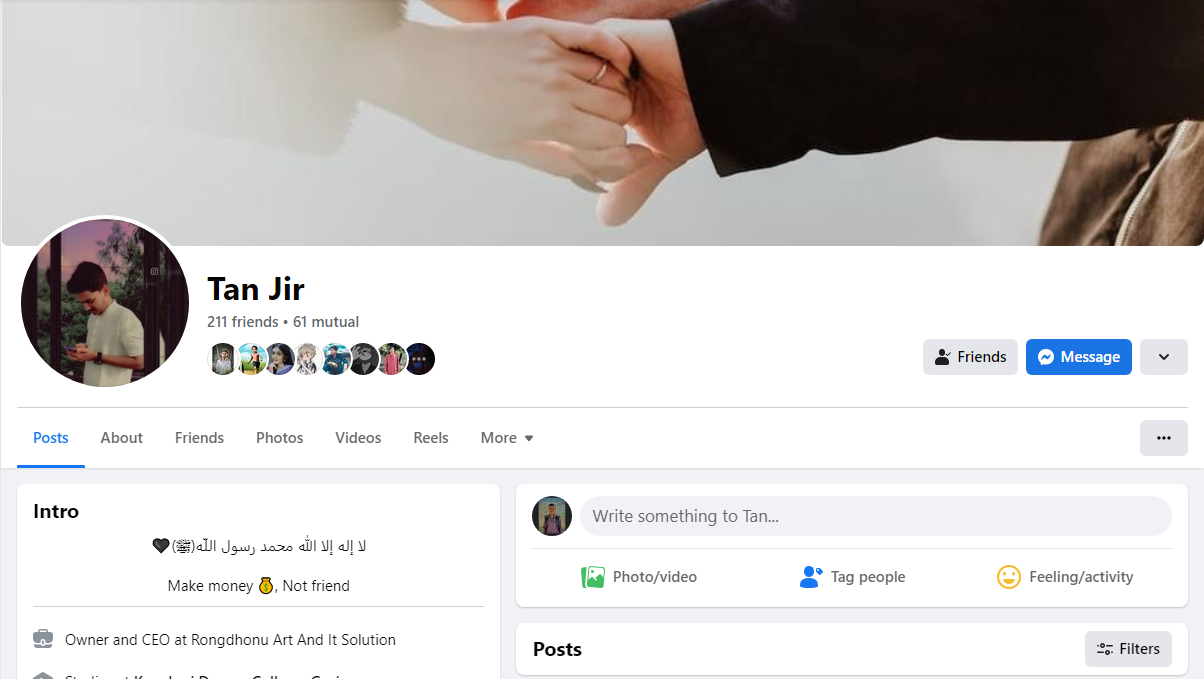 Tan Jir
211 friends • 61 mutual
Friends
Message
Posts
About
Friends
Photos
Videos
Reels
More
Intro
لا إله إلا الله محمد رسول اللّٰه(ﷺ)🖤
Make money 💰, Not friend
Owner and CEO at Rongdhonu Art And It Solution
Write something to Tan...
Photo/video
Tag people
Feeling/activity
Posts
Filters